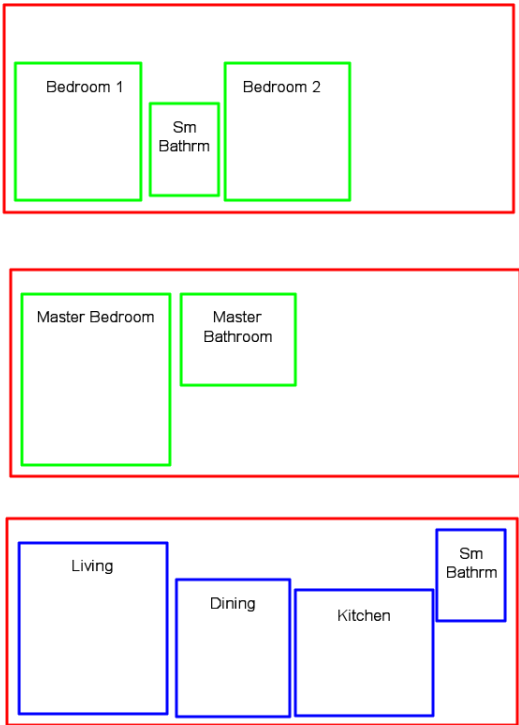 Bedroom 1
Sm
Bathrm
Bedroom 2
Master Bedroom
Master
Bathroom
Living
Dining
Kitchen
Sm
Bathrm